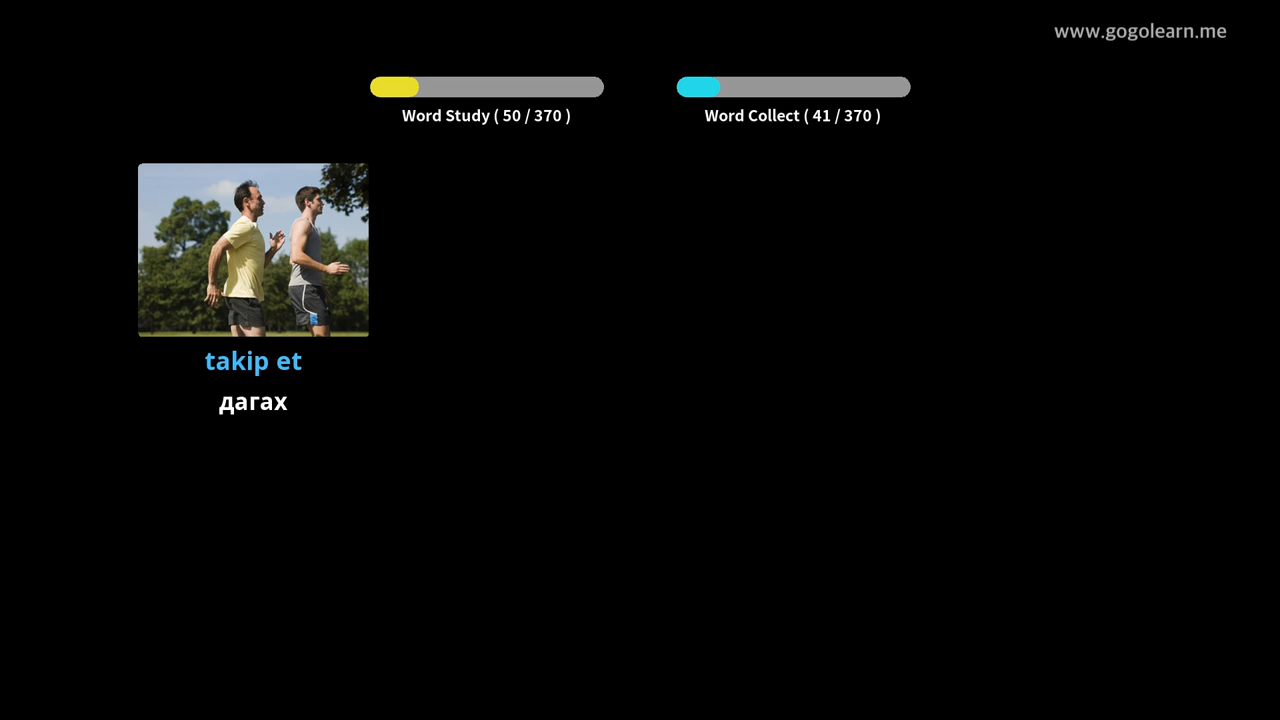 www.gogolearn.me
Word Study ( 50 / 370 )
Word Collect ( 41 / 370 )
takip et
дагах